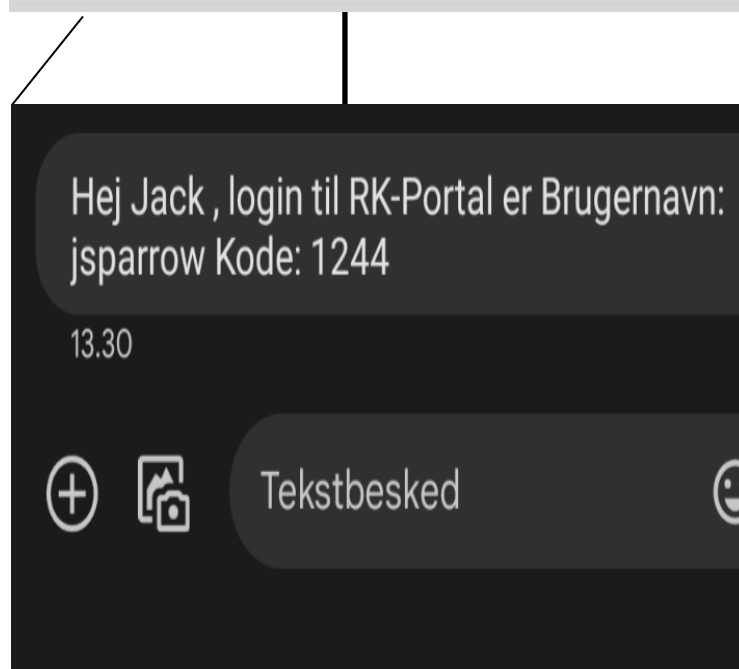 Hej Jack , login til RK-Portal er Brugernavn:
jsparrow Kode: 1244
13.30
Tekstbesked